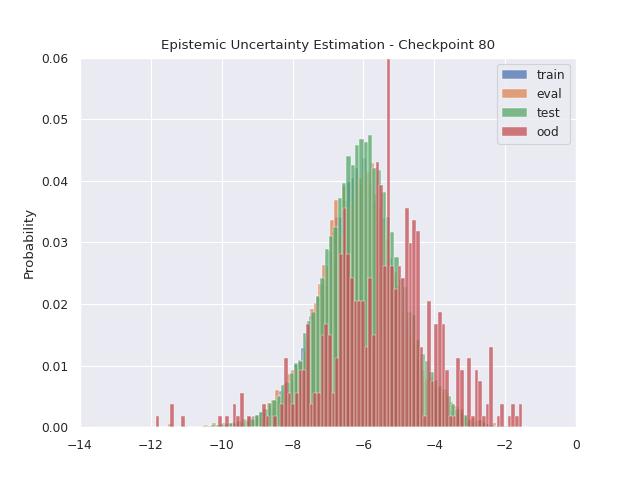 Epistemic Uncertainty Estimation - Checkpoint 80
0.06
0.05
0.04
0.03
0.02
0.01
0.00
Probability
train
eval
test
ood
−14
−12
−10
−8
−6
−4
−2
0